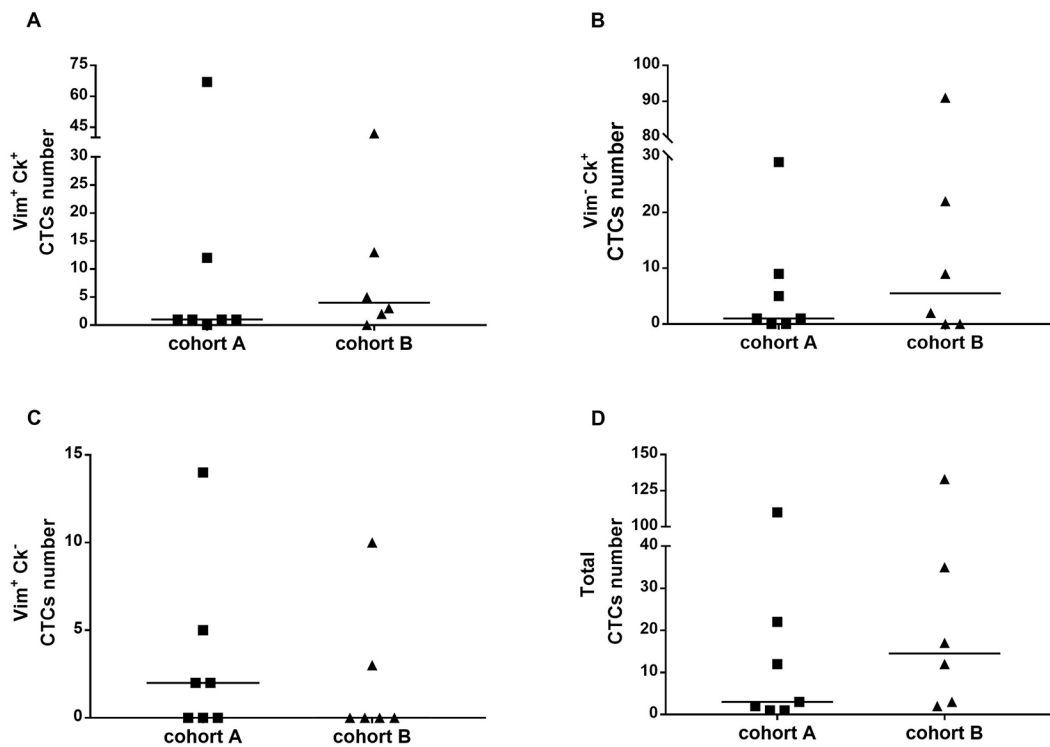 A
Vim⁺ Ck⁺
CTCs number
75
60
45
30
25
20
15
10
5
0
cohort A
cohort B
B
Vim⁻ Ck⁺
CTCs number
100
90
80
30
20
10
0
cohort A
cohort B
C
Vim⁺ Ck⁻
CTCs number
15
10
5
0
cohort A
cohort B
D
Total
CTCs number
150
125
100
40
30
20
10
0
cohort A
cohort B